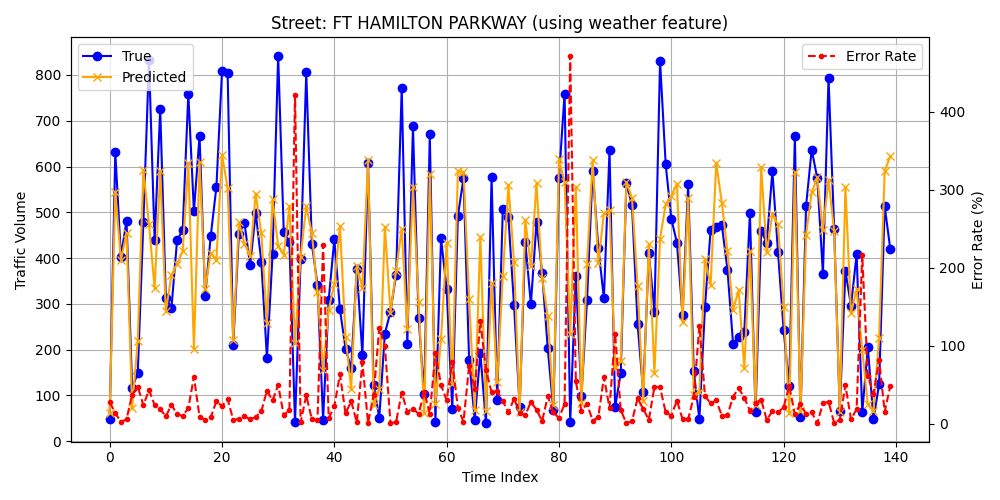 Street: FT HAMILTON PARKWAY (using weather feature)
True
Predicted
Error Rate
Traffic Volume
800
700
600
500
400
300
200
100
0
400
300
200
100
0
Error Rate (%)
0 20 40 60 80 100 120 140
Time Index